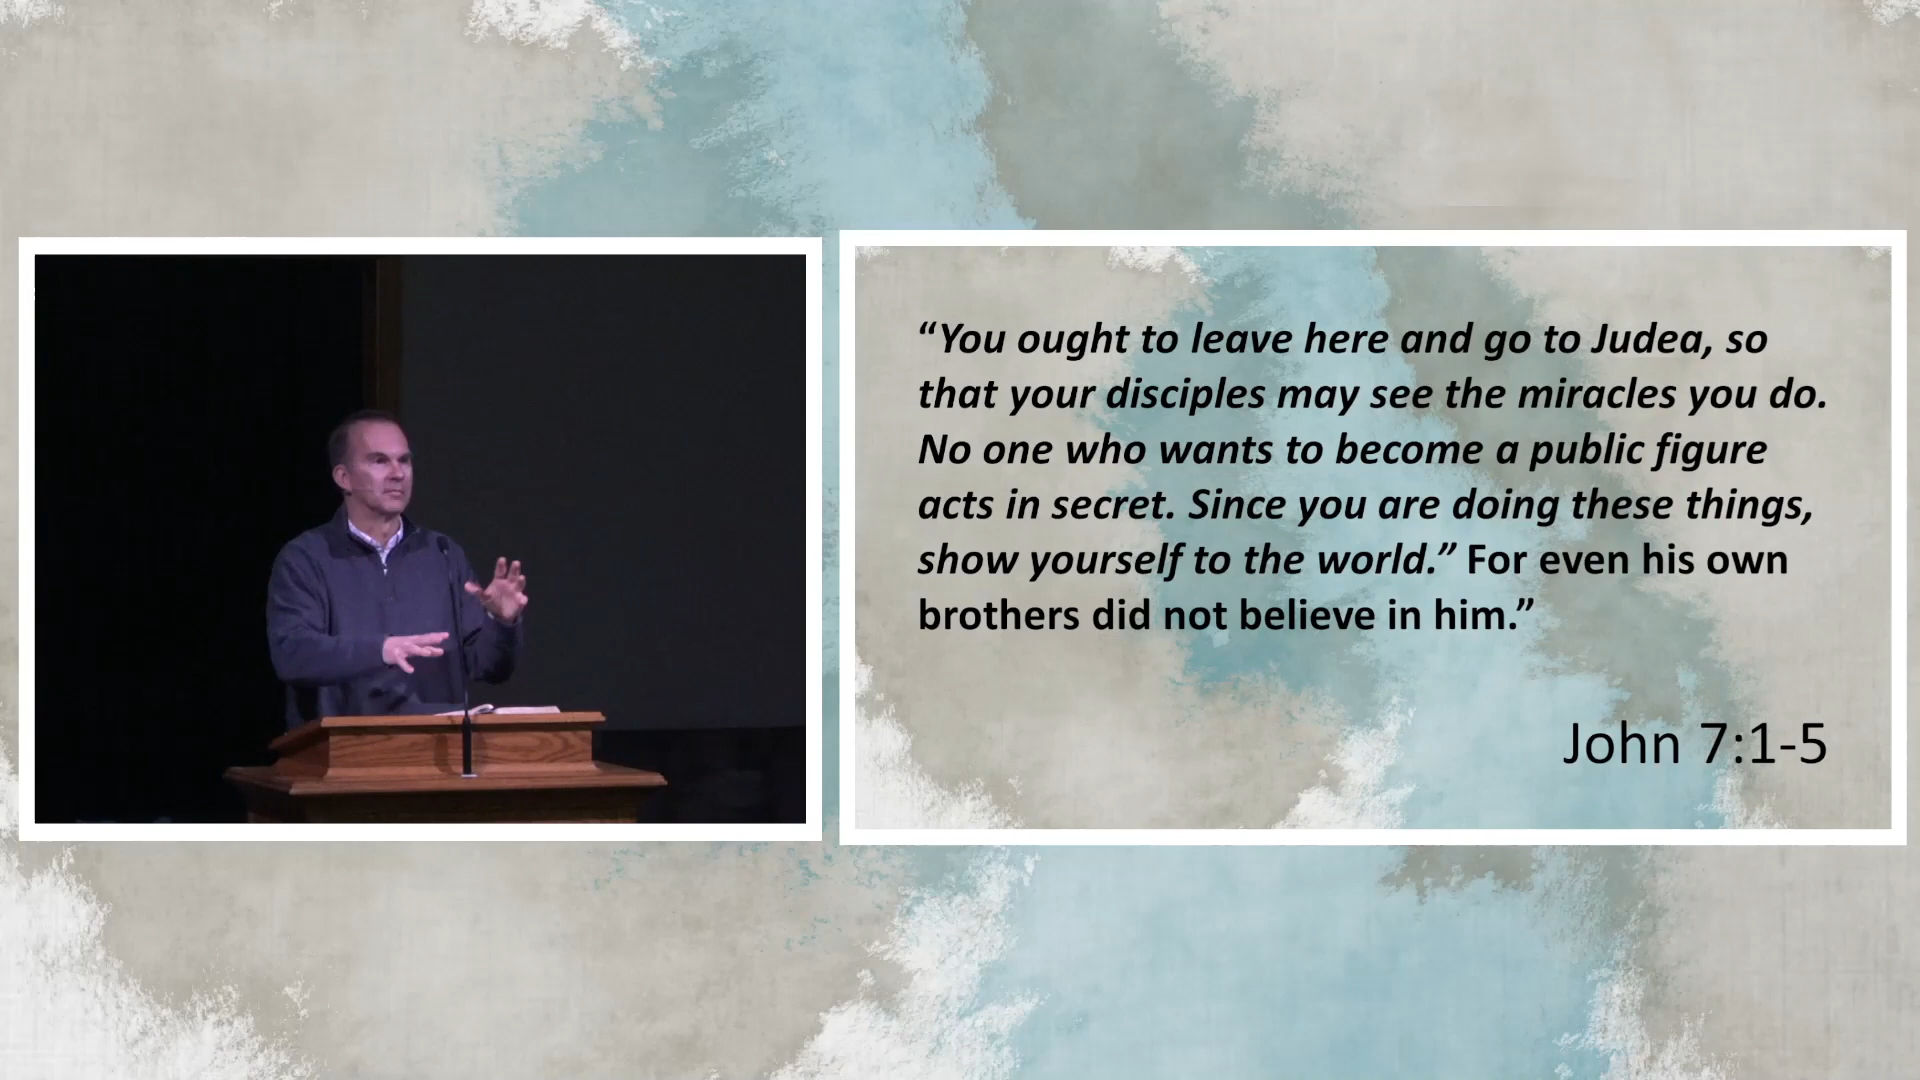 “You ought to leave here and go to Judea, so
that your disciples may see the miracles you do.
No one who wants to become a public figure
acts in secret. Since you are doing these things,
show yourself to the world.” For even his own
brothers did not believe in him.”
John 7:1-5